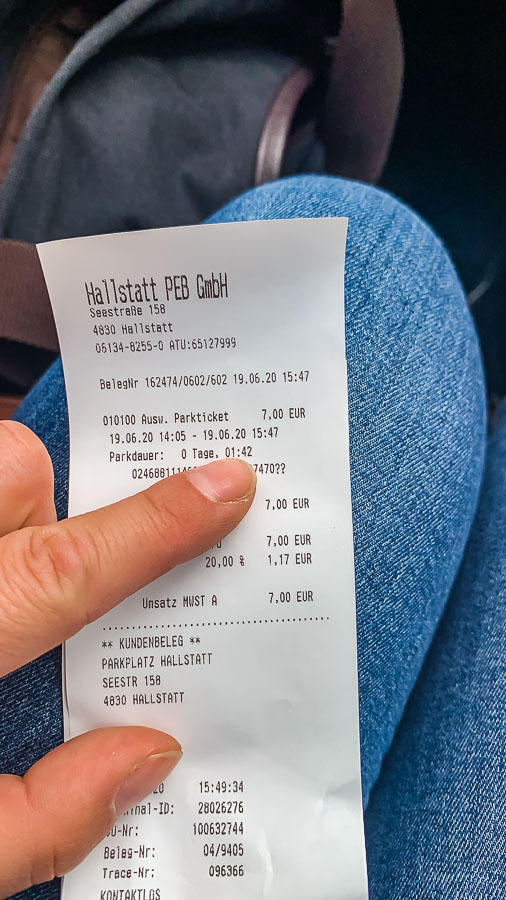 Hallstatt PEB GmbH
Seestraße 158
4830 Hallstatt
06134-8255-0 ATU:65127999
BelegNr 162474/0602/602 19.06.20 15:47
010100 Ausw. Parkticket 7,00 EUR
19.06.20 14:05 - 19.06.20 15:47
Parkdauer: 0 Tage, 01:42
7,00 EUR
7,00 EUR
20,00 % 1,17 EUR
Umsatz MWST A 7,00 EUR
** KUNDENBELEG **
PARKPLATZ HALLSTATT
SEESTR 158
4830 HALLSTATT
15:49:34
28026276
100632744
Beleg-Nr: 04/9405
Trace-Nr: 096366
KONTAKTLOS